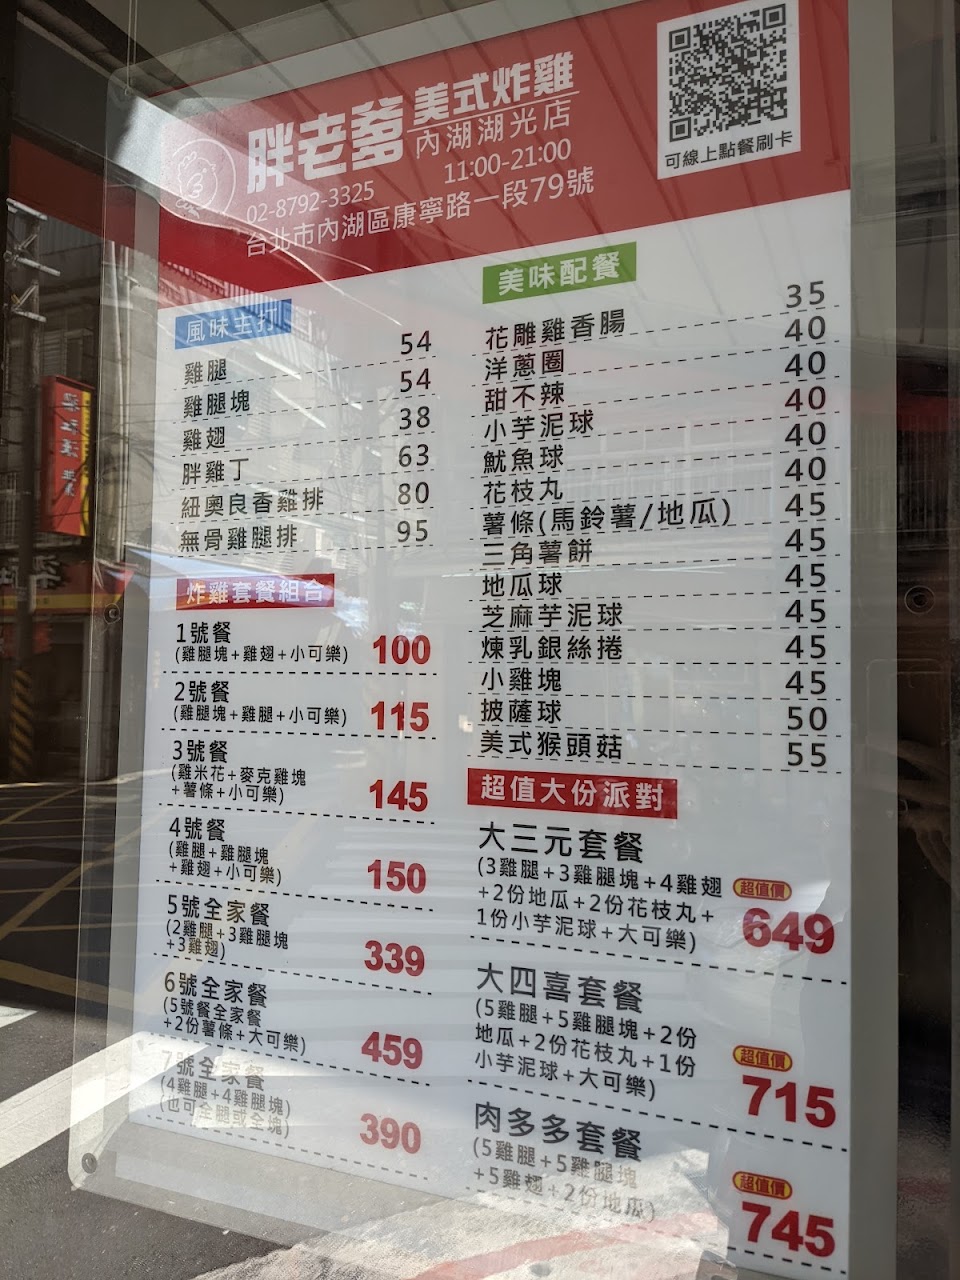 胖老爹 美式炸雞
內湖湖光店
02-8792-3325 11:00-21:00
台北市內湖區康寧路一段79號
可線上點餐刷卡
風味主打
雞腿 54
雞腿塊 54
雞翅 38
胖雞丁 63
紐奧良香雞排 80
無骨雞腿排 95
炸雞套餐組合
1號餐
(雞腿塊+雞翅+小可樂) 100
2號餐
(雞腿塊+雞腿+小可樂) 115
3號餐
(雞米花+麥克雞塊
+薯條+小可樂) 145
4號餐
(雞腿+雞腿塊
+雞翅+小可樂) 150
5號全家餐
(2雞腿+3雞腿塊
+3雞翅) 339
6號全家餐
(5號餐全家餐
+2份薯條+大可樂) 459
7號全家餐
(4雞腿+4雞腿塊)
(也可全腿或全塊) 390
美味配餐
花雕雞香腸 35
洋蔥圈 40
甜不辣 40
小芋泥球 40
魷魚球 40
花枝丸 40
薯條(馬鈴薯/地瓜) 45
三角薯餅 45
地瓜球 45
芝麻芋泥球 45
煉乳銀絲捲 45
小雞塊 45
披薩球 50
美式猴頭菇 55
超值大份派對
大三元套餐
(3雞腿+3雞腿塊+4雞翅
+2份地瓜+2份花枝丸+
1份小芋泥球+大可樂)
超值價
649
大四喜套餐
(5雞腿+5雞腿塊+2份
地瓜+2份花枝丸+1份
小芋泥球+大可樂)
超值價
715
肉多多套餐
(5雞腿+5雞腿塊
+5雞翅+2份地瓜)
超值價
745